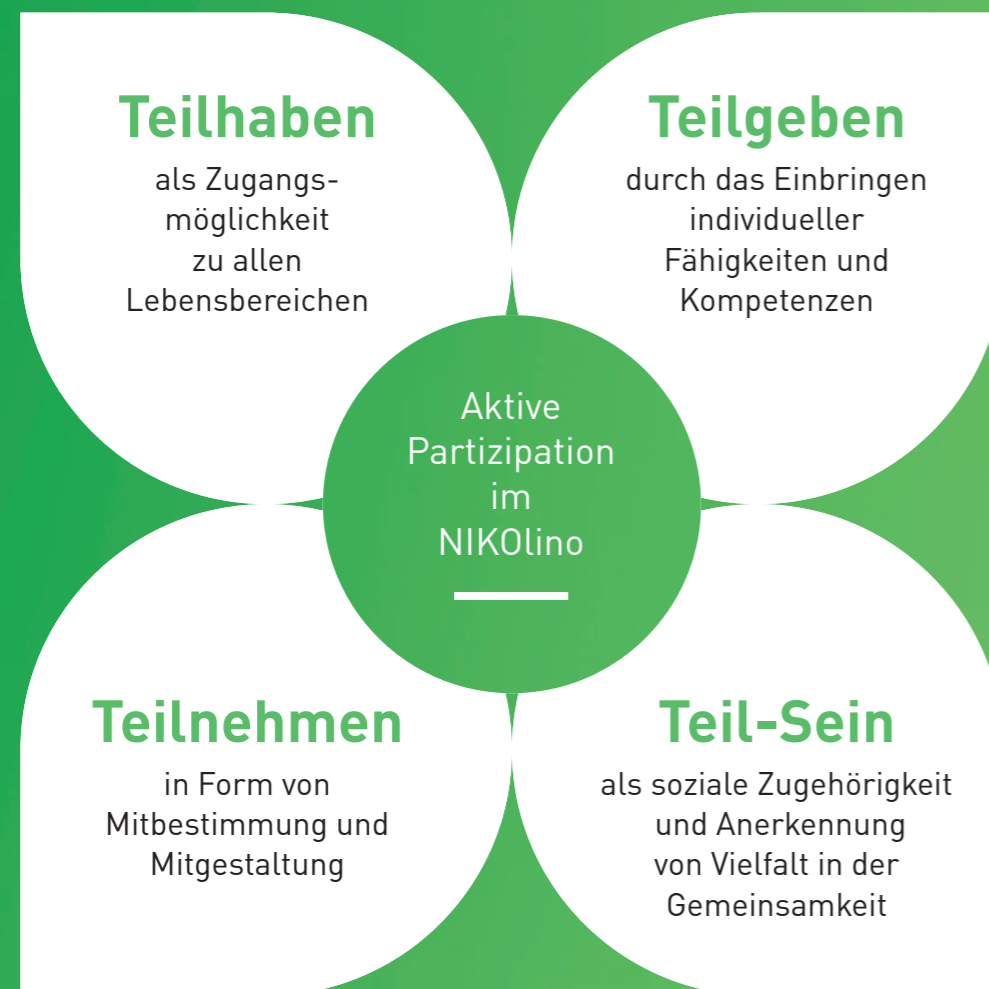 Teilhaben
als Zugangs-
möglichkeit
zu allen
Lebensbereichen
Teilgeben
durch das Einbringen
individueller
Fähigkeiten und
Kompetenzen
Aktive
Partizipation
im
NIKOlino
Teilnehmen
in Form von
Mitbestimmung und
Mitgestaltung
Teil-Sein
als soziale Zugehörigkeit
und Anerkennung
von Vielfalt in der
Gemeinsamkeit